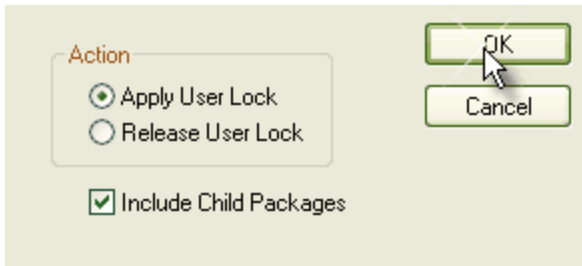 Action
OK
Apply User Lock
Cancel
Release User Lock
Include Child Packages